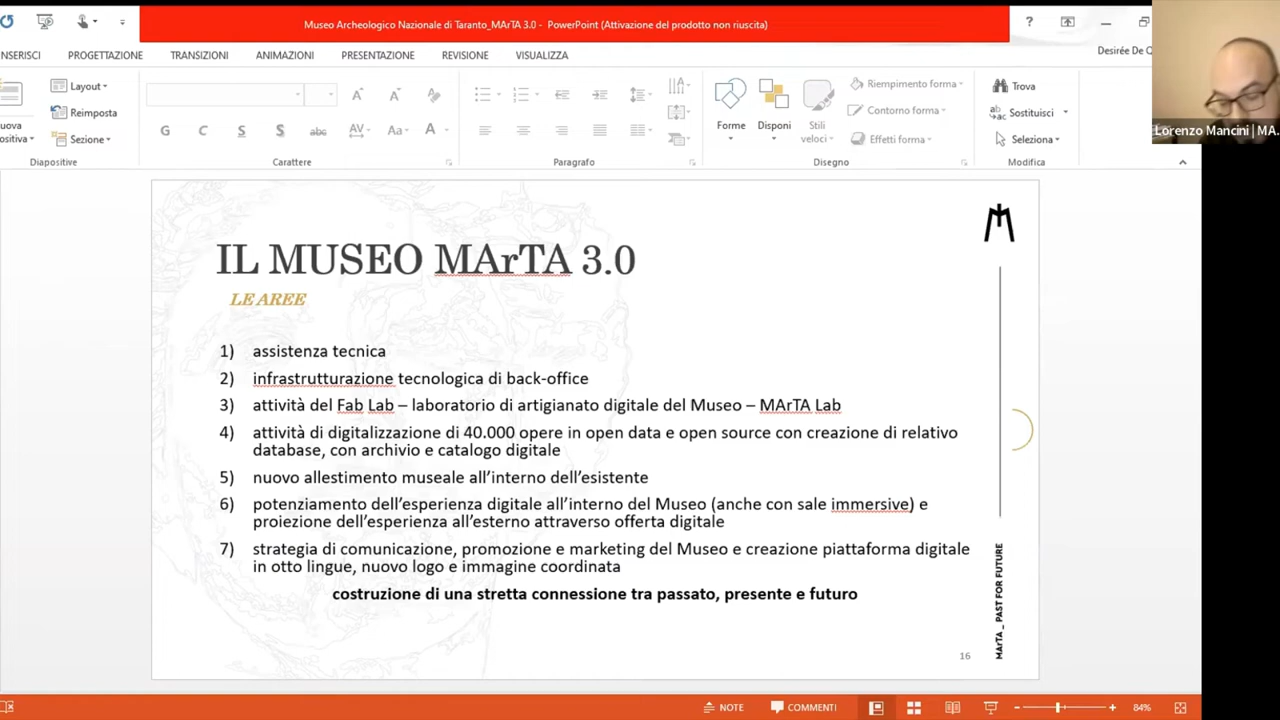 Museo Archeologico Nazionale di Taranto_MArTA 3.0 - PowerPoint (Attivazione del prodotto non riuscita)
?
PROGETTAZIONE TRANSIZIONI ANIMAZIONI PRESENTAZIONE REVISIONE VISUALIZZA
NSERISCI
Desirée De
Layout
Reimposta
Sezione
Diapositive
G C S S abc AV Aa A
Carattere
Paragrafo
Forme
Disponi
Stili
veloci
Riempimento forma
Contorno forma
Effetti forma
Disegno
Trova
Sostituisci
Seleziona
Modifica
Lorenzo Mancini | MA.
IL MUSEO MArTA 3.0
LE AREE
1) assistenza tecnica
2) infrastrutturazione tecnologica di back-office
3) attività del Fab Lab – laboratorio di artigianato digitale del Museo – MArTA Lab
4) attività di digitalizzazione di 40.000 opere in open data e open source con creazione di relativo
database, con archivio e catalogo digitale
5) nuovo allestimento museale all’interno dell’esistente
6) potenziamento dell’esperienza digitale all’interno del Museo (anche con sale immersive) e
proiezione dell’esperienza all’esterno attraverso offerta digitale
7) strategia di comunicazione, promozione e marketing del Museo e creazione piattaforma digitale
in otto lingue, nuovo logo e immagine coordinata
costruzione di una stretta connessione tra passato, presente e futuro
MArTA _ PAST FOR FUTURE
16
NOTE
COMMENTI
84%